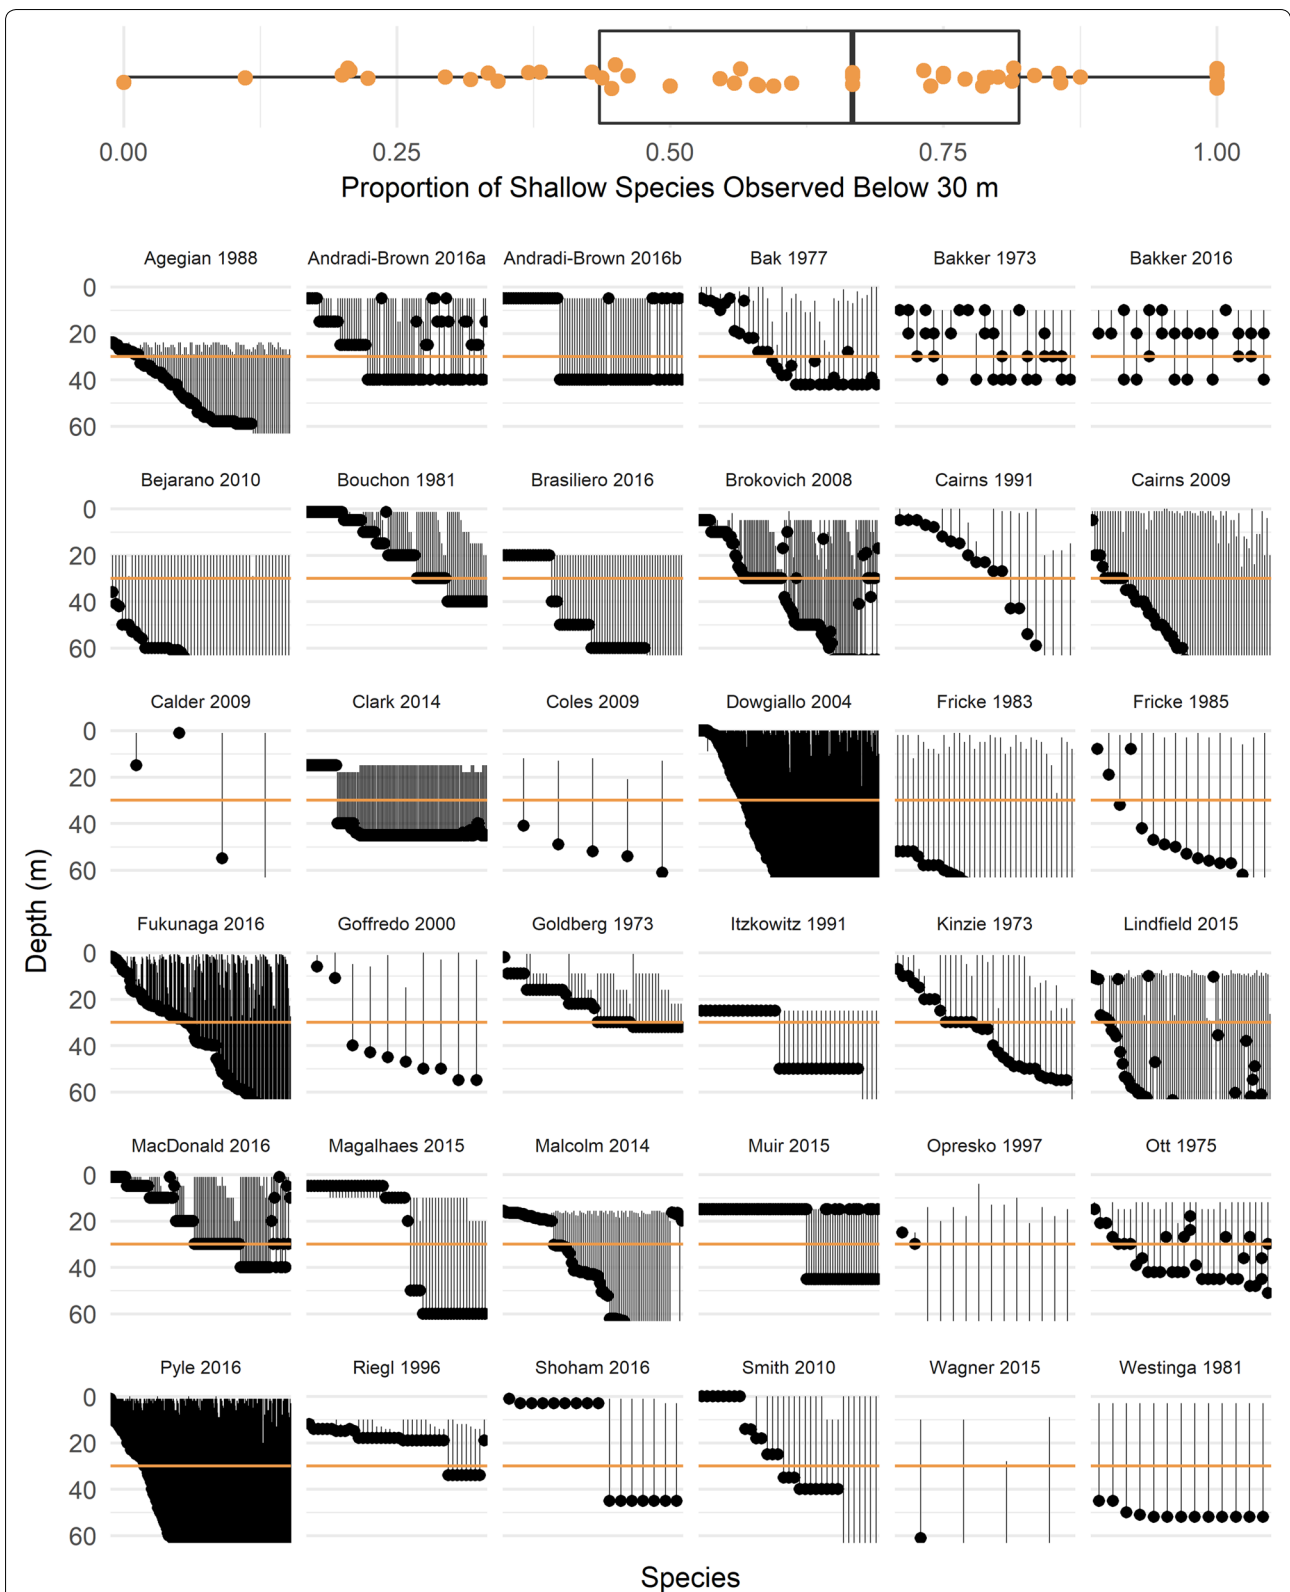 0.00 0.25 0.50 0.75 1.00
Proportion of Shallow Species Observed Below 30 m
Agegian 1988 Andradi-Brown 2016a Andradi-Brown 2016b Bak 1977 Bakker 1973 Bakker 2016
0
20
40
60
Bejarano 2010 Bouchon 1981 Brasiliero 2016 Brokovich 2008 Cairns 1991 Cairns 2009
0
20
40
60
Calder 2009 Clark 2014 Coles 2009 Dowgiallo 2004 Fricke 1983 Fricke 1985
0
20
40
60
Depth (m)
Fukunaga 2016 Goffredo 2000 Goldberg 1973 Itzkowitz 1991 Kinzie 1973 Lindfield 2015
0
20
40
60
MacDonald 2016 Magalhaes 2015 Malcolm 2014 Muir 2015 Opresko 1997 Ott 1975
0
20
40
60
Pyle 2016 Riegl 1996 Shoham 2016 Smith 2010 Wagner 2015 Westinga 1981
0
20
40
60
Species